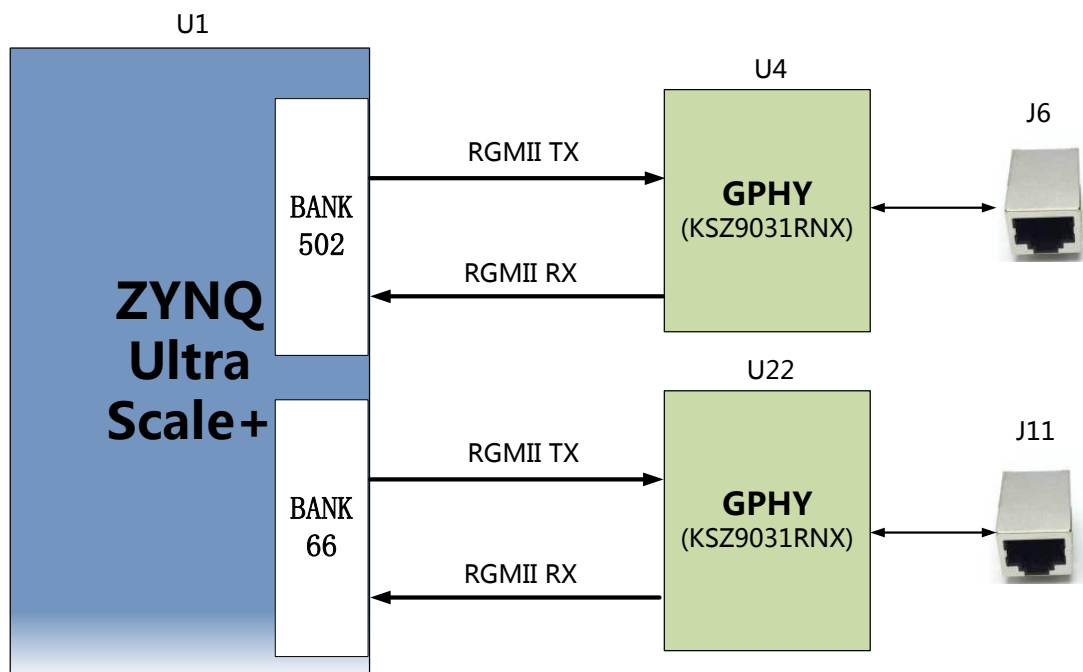 U1
U4
J6
RGMII TX
BANK
502
GPHY
(KSZ9031RNX)
RGMII RX
ZYNQ
Ultra
Scale+
U22
J11
RGMII TX
BANK
66
GPHY
(KSZ9031RNX)
RGMII RX